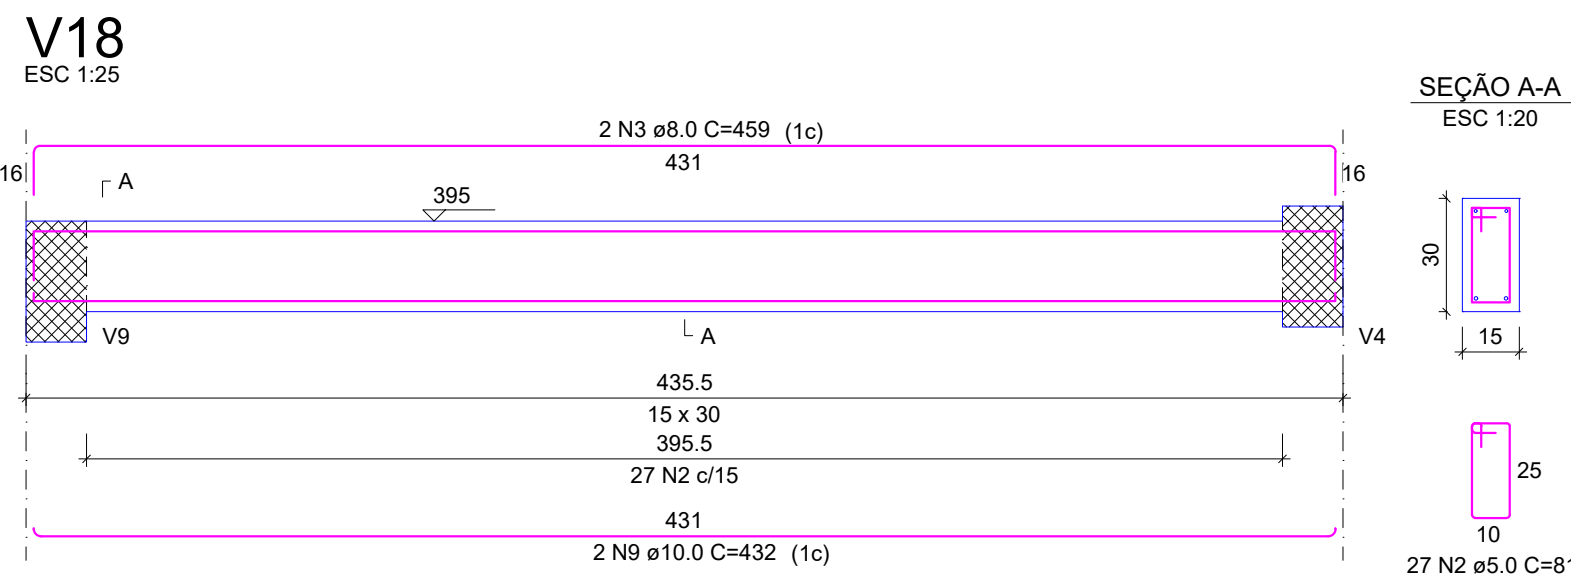 V18
ESC 1:25
SEÇÃO A-A
ESC 1:20
2 N3 ø8.0 C=459 (1c)
431
16
16
A
395
30
15
V9
A
V4
435.5
15 x 30
395.5
27 N2 c/15
25
10
431
2 N9 ø10.0 C=432 (1c)
27 N2 ø5.0 C=81